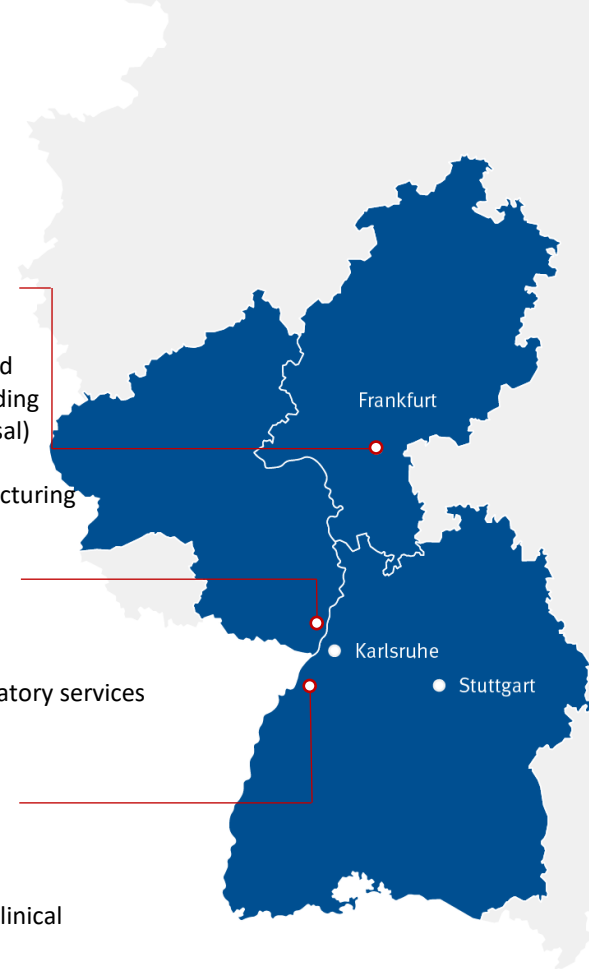 d
ding
sal)
Frankfurt
cturing
Karlsruhe
Stuttgart
atory services
linical